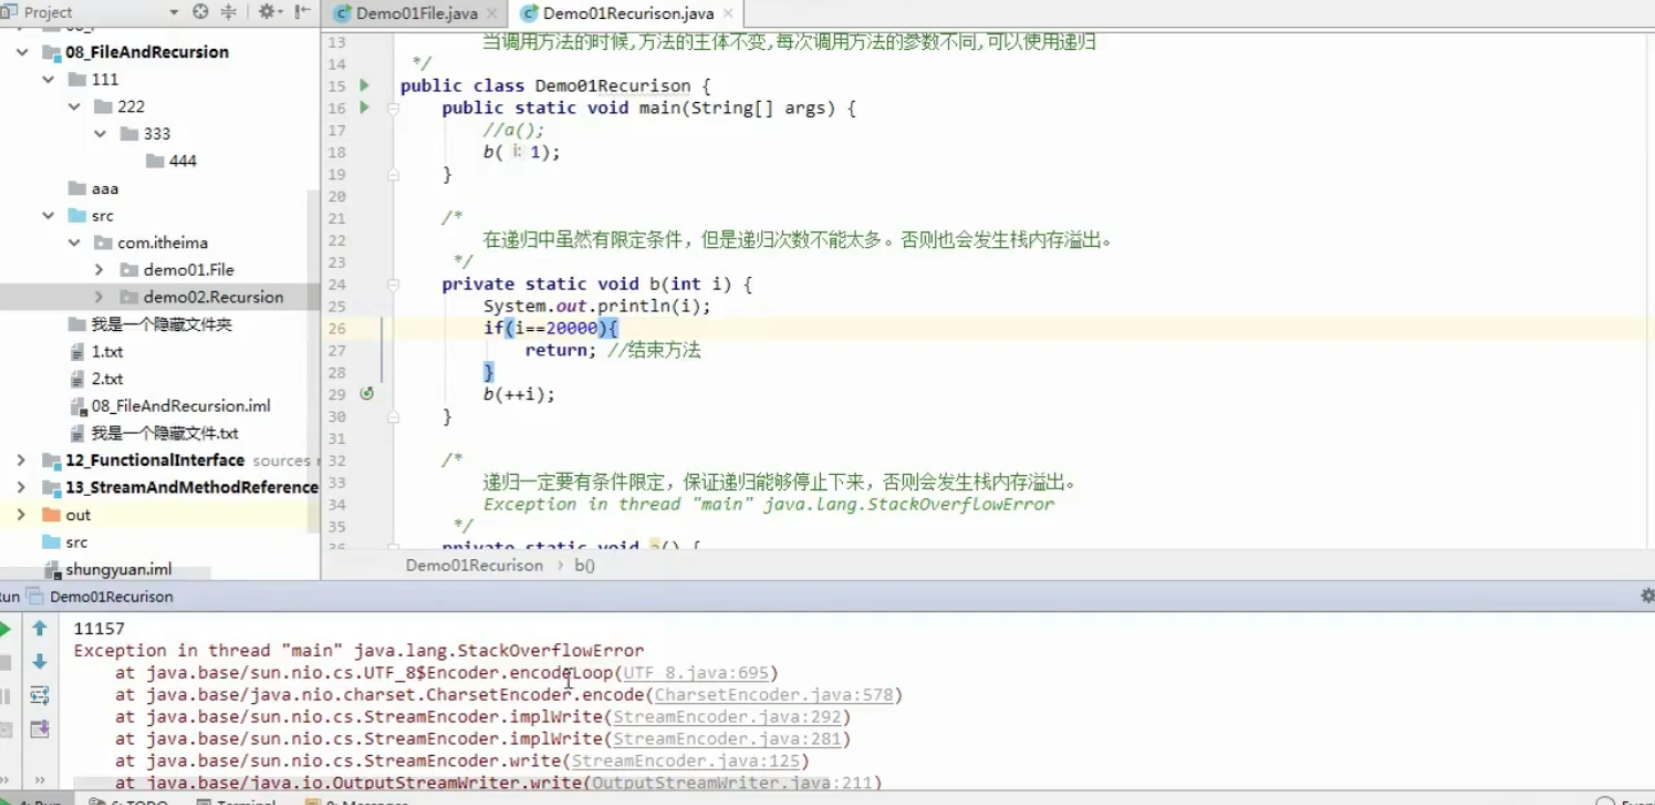 Project
Demo01File.java
Demo01Recurison.java
08_FileAndRecursion
111
222
333
444
aaa
src
com.itheima
demo01.File
demo02.Recursion
我是一个隐藏文件夹
1.txt
2.txt
08_FileAndRecursion.iml
我是一个隐藏文件.txt
12_FunctionalInterface sources
13_StreamAndMethodReference
out
src
shungyuan.iml
13 当调用方法的时候,方法的主体不变,每次调用方法的参数不同,可以使用递归
14 */
15 public class Demo01Recurison {
16 public static void main(String[] args) {
17 //a();
18 b( i: 1);
19 }
20
21 /*
22 在递归中虽然有限定条件，但是递归次数不能太多。否则也会发生栈内存溢出。
23 */
24 private static void b(int i) {
25 System.out.println(i);
26 if(i==20000){
27 return; //结束方法
28 }
29 b(++i);
30 }
31
32 /*
33 递归一定要有条件限定，保证递归能够停止下来，否则会发生栈内存溢出。
34 Exception in thread "main" java.lang.StackOverflowError
35 */
36 private static void a() {
Demo01Recurison › b()
Run Demo01Recurison
11157
Exception in thread "main" java.lang.StackOverflowError
at java.base/sun.nio.cs.UTF_8$Encoder.encodeLoop(UTF_8.java:695)
at java.base/java.nio.charset.CharsetEncoder.encode(CharsetEncoder.java:578)
at java.base/sun.nio.cs.StreamEncoder.implWrite(StreamEncoder.java:292)
at java.base/sun.nio.cs.StreamEncoder.implWrite(StreamEncoder.java:281)
at java.base/sun.nio.cs.StreamEncoder.write(StreamEncoder.java:125)
at java.base/java.io.OutputStreamWriter.write(OutputStreamWriter.java:211)
4: Run 6: TODO Terminal 0: Messages